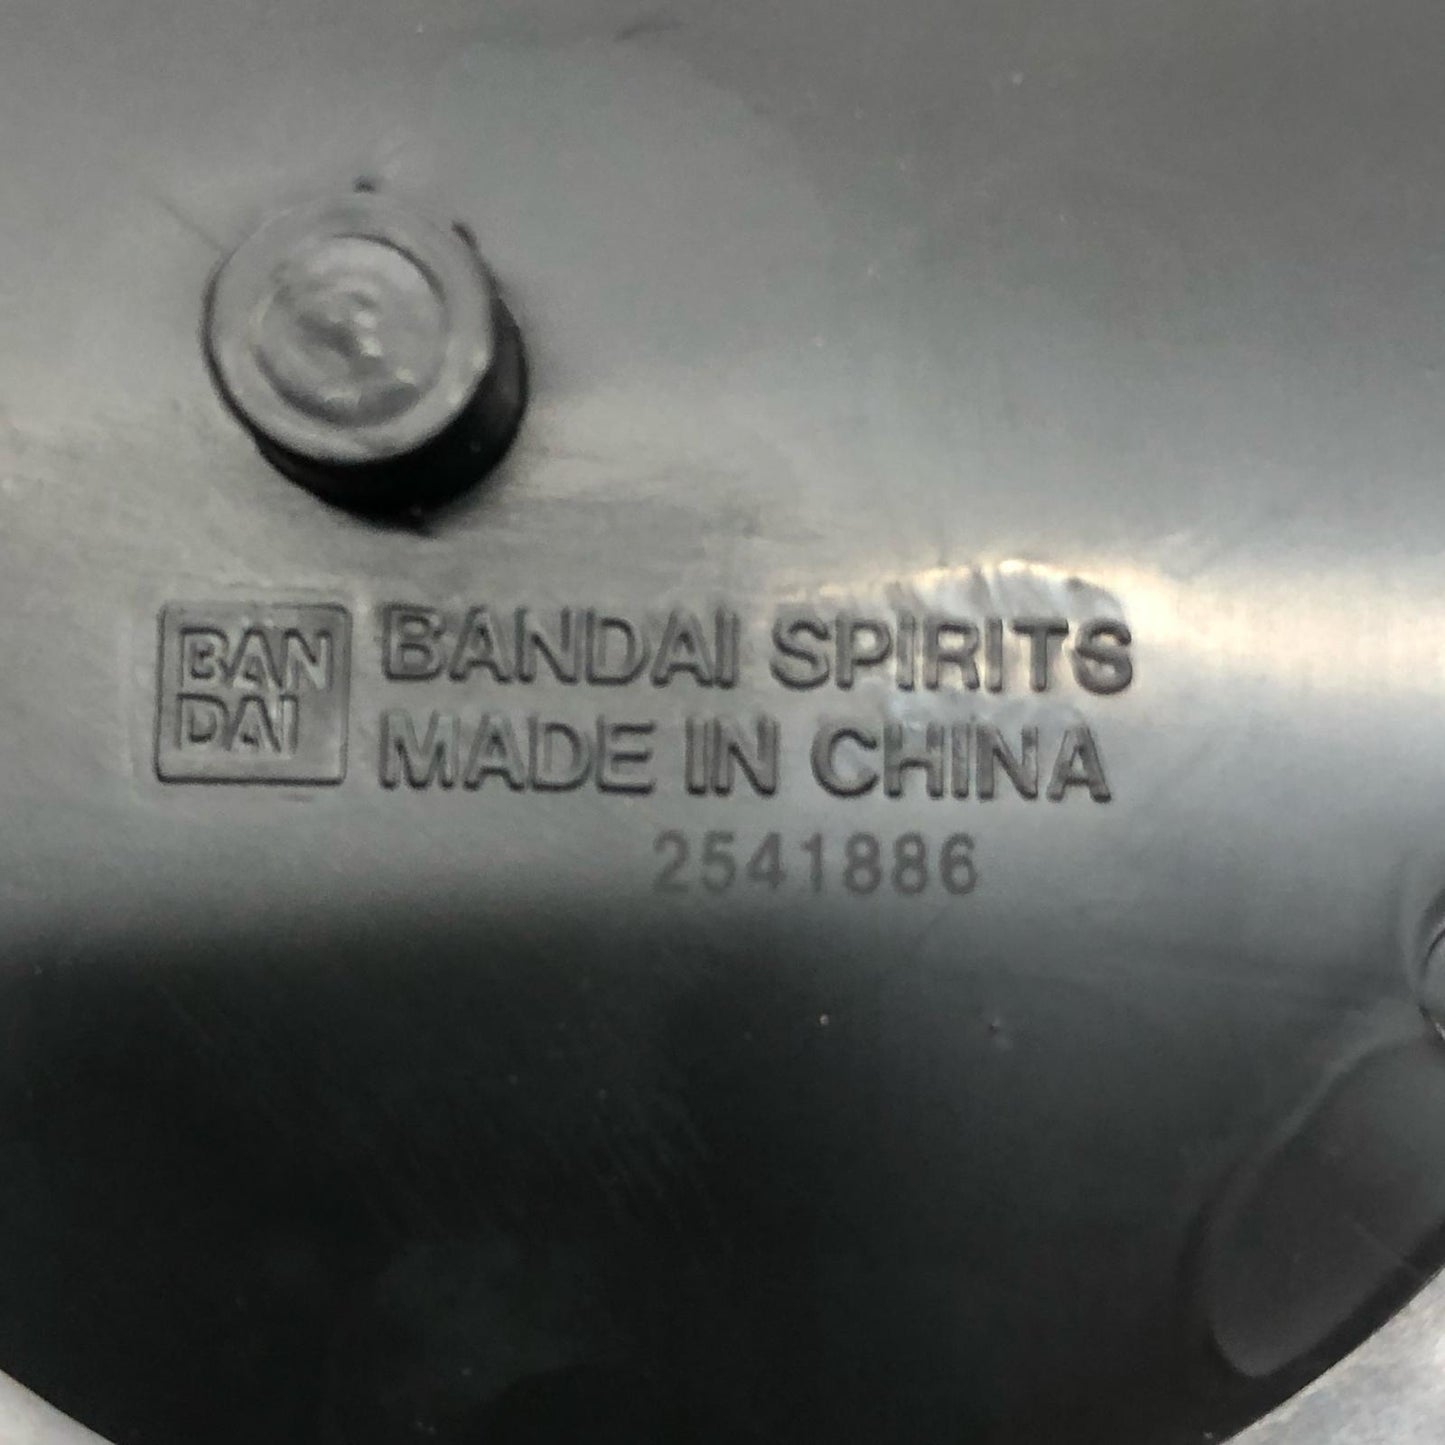 BAN
DAI
BANDAI SPIRITS
MADE IN CHINA
2541886